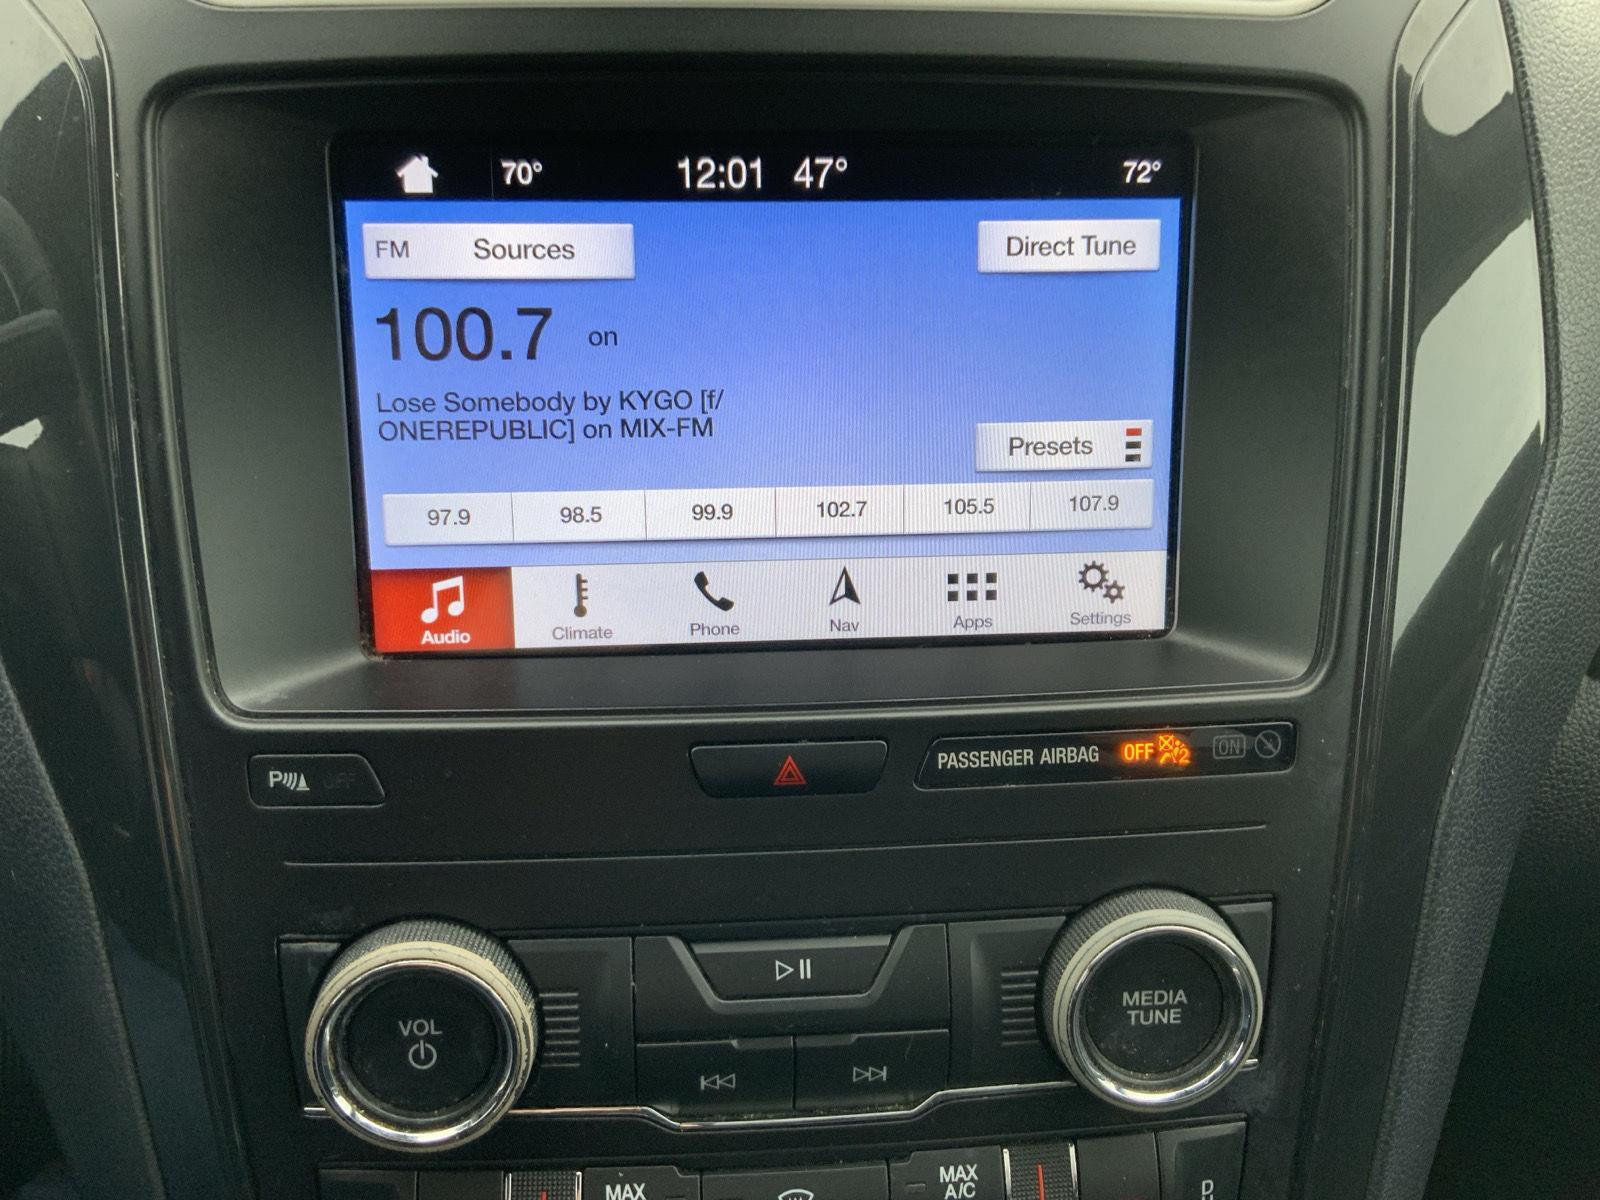 70° 12:01 47° 72°
FM Sources
Direct Tune
100.7 on
Lose Somebody by KYGO [f/
ONEREPUBLIC] on MIX-FM
Presets
97.9 98.5 99.9 102.7 105.5 107.9
Audio Climate Phone Nav Apps Settings
P OFF
PASSENGER AIRBAG OFF 2 ON
VOL
MEDIA
TUNE
MAX
MAX
A/C